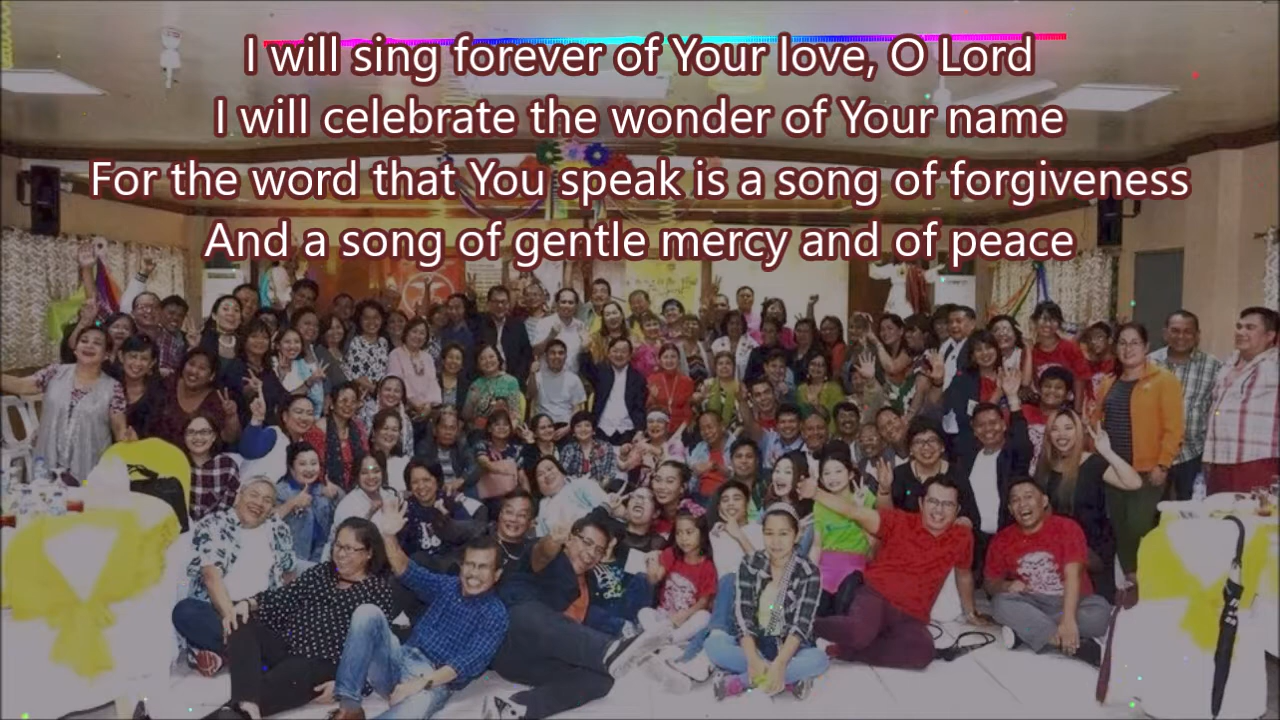 I will sing forever of Your love, O Lord
I will celebrate the wonder of Your name
For the word that You speak is a song of forgiveness
And a song of gentle mercy and of peace